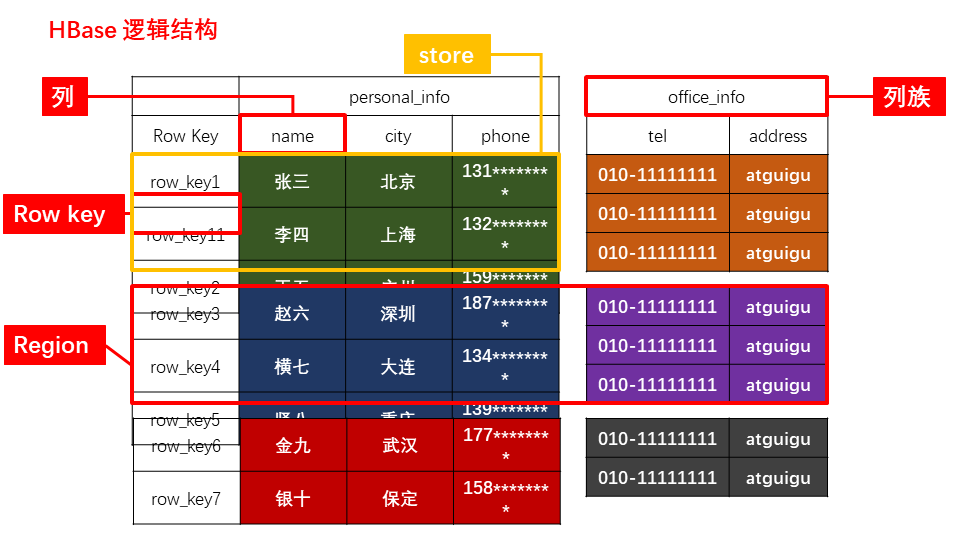 HBase 逻辑结构
store
列
personal_info
office_info
列族
Row Key
name
city
phone
tel
address
row_key1
张三
北京
131*******
*
010-11111111
atguigu
Row key
row_key11
李四
上海
132*******
*
010-11111111
atguigu
row_key2
159*******
010-11111111
atguigu
Region
row_key3
赵六
深圳
187*******
*
010-11111111
atguigu
row_key4
横七
大连
134*******
*
010-11111111
atguigu
row_key5
139*******
010-11111111
atguigu
row_key6
金九
武汉
177*******
*
010-11111111
atguigu
row_key7
银十
保定
158*******
*
010-11111111
atguigu